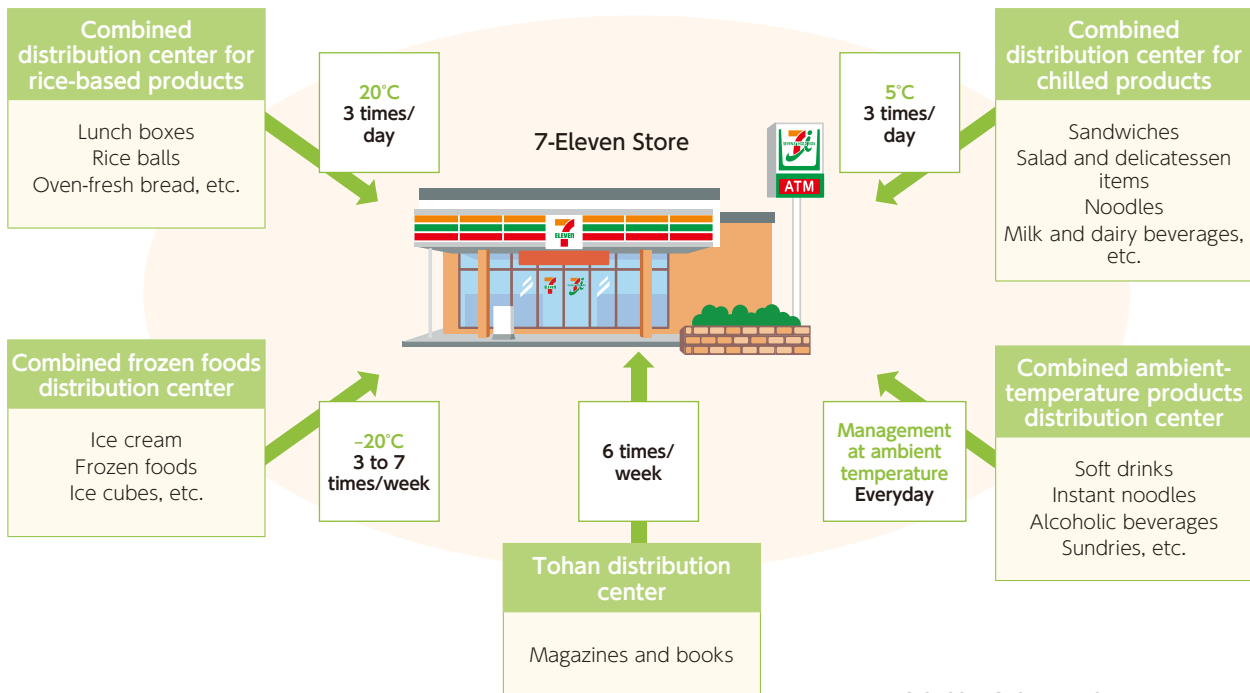 Combined
distribution center for
rice-based products
Lunch boxes
Rice balls
Oven-fresh bread, etc.
20°C
3 times/
day
7-Eleven Store
5°C
3 times/
day
Combined
distribution center for
chilled products
Sandwiches
Salad and delicatessen
items
Noodles
Milk and dairy beverages,
etc.
ATM
ELEVEN
Combined frozen foods
distribution center
Ice cream
Frozen foods
Ice cubes, etc.
–20°C
3 to 7
times/week
6 times/
week
Management
at ambient
temperature
Everyday
Combined ambient-
temperature products
distribution center
Soft drinks
Instant noodles
Alcoholic beverages
Sundries, etc.
Tohan distribution
center
Magazines and books